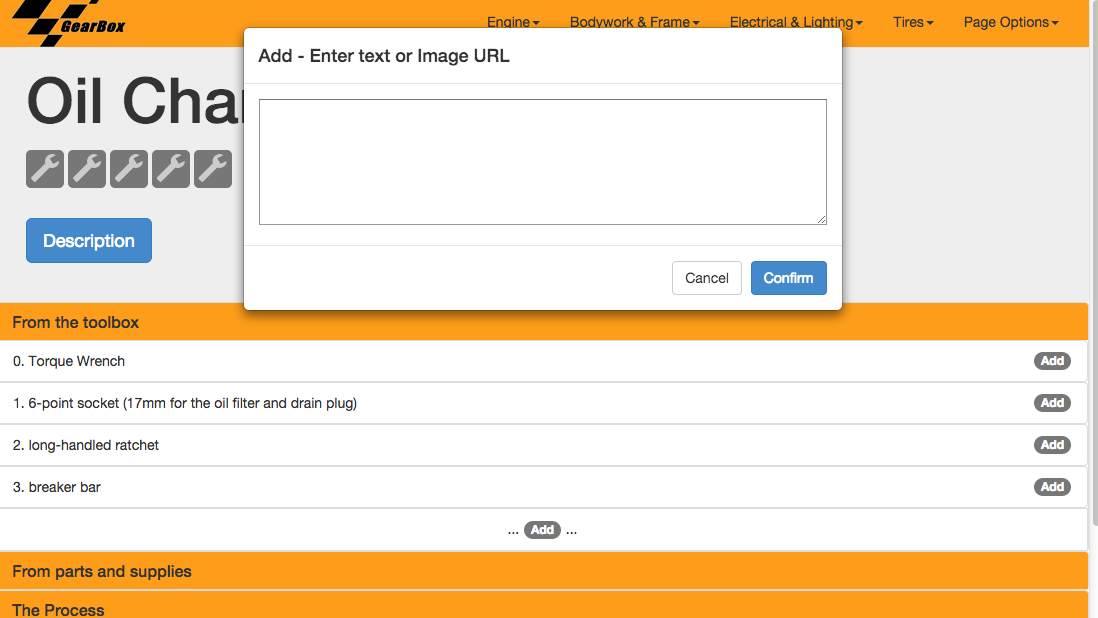 GearBox
Engine
Bodywork & Frame
Electrical & Lighting
Tires
Page Options
Add - Enter text or Image URL
Oil Cha
Description
Cancel
Confirm
From the toolbox
0. Torque Wrench
Add
1. 6-point socket (17mm for the oil filter and drain plug)
Add
2. long-handled ratchet
Add
3. breaker bar
Add
... Add ...
From parts and supplies
The Process